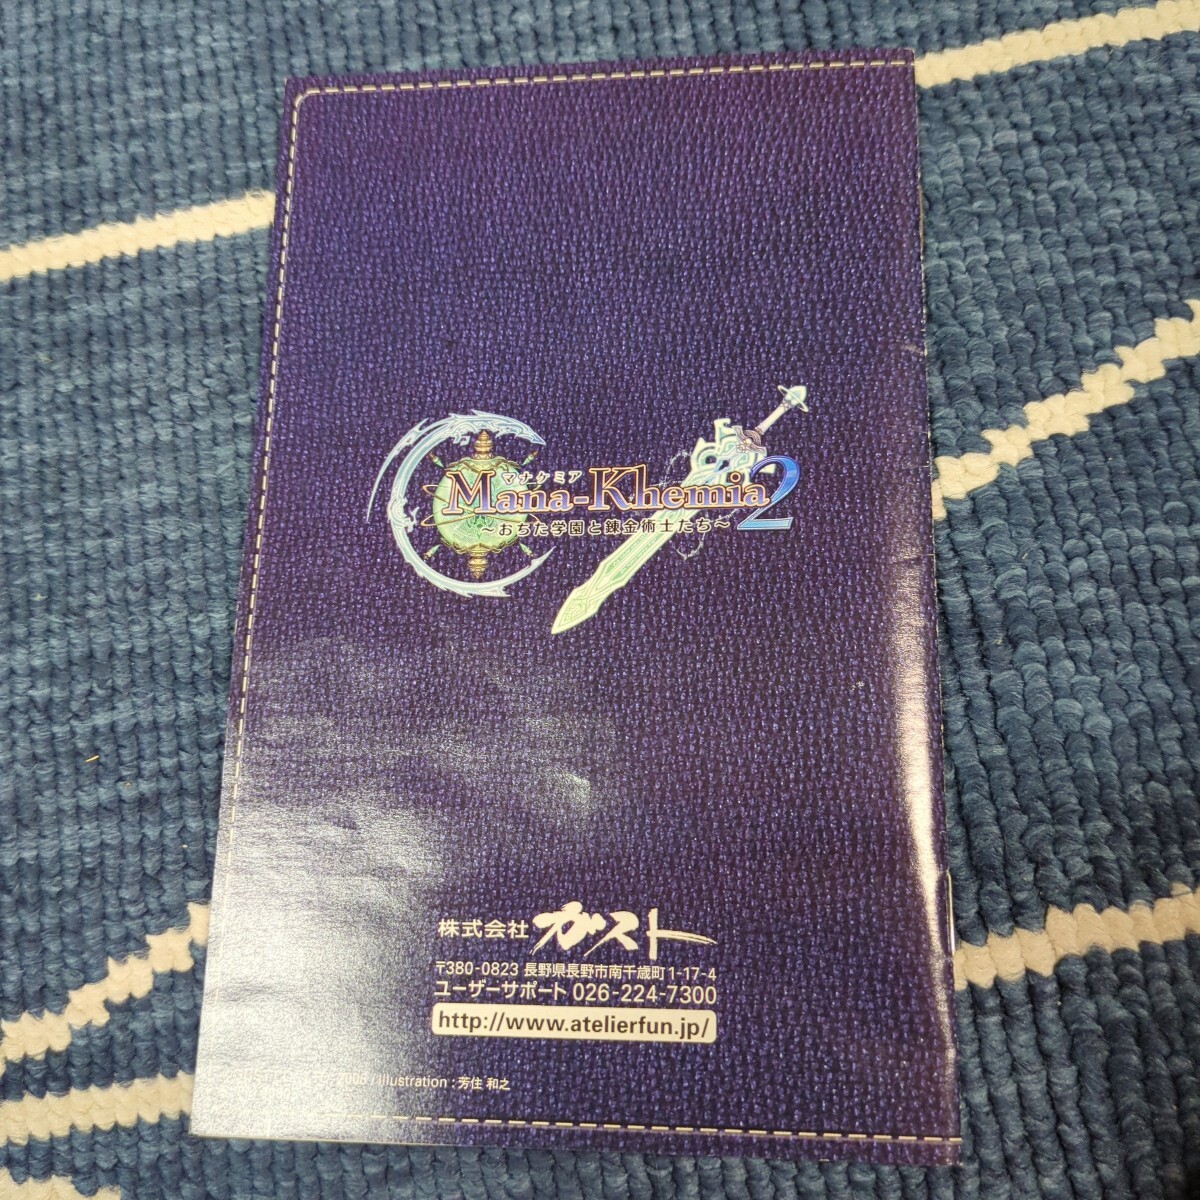 マナケミア
Mana-Khemia2
～おちた学園と錬金術士たち～
株式会社 ガスト
〒380-0823 長野県長野市南千歳町1-17-4
ユーザーサポート 026-224-7300
http://www.atelierfun.jp/
2008 / Illustration : 芳住 和之